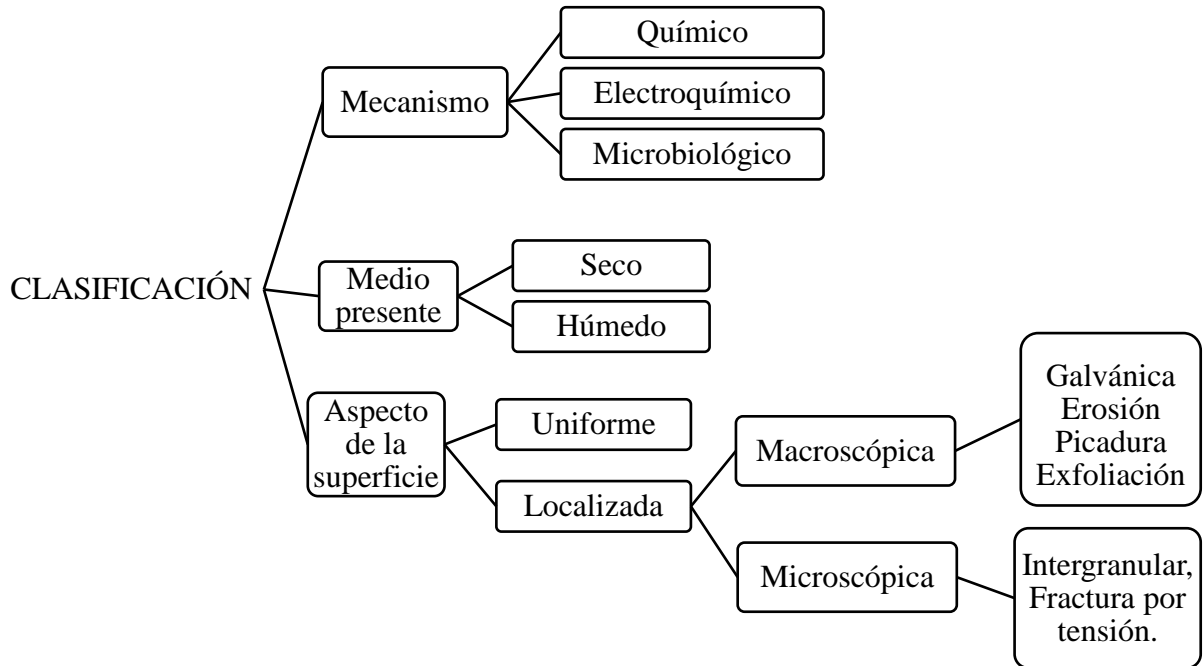 CLASIFICACIÓN
Mecanismo
Químico
Electroquímico
Microbiológico
Medio
presente
Seco
Húmedo
Aspecto
de la
superficie
Uniforme
Localizada
Macroscópica
Galvánica
Erosión
Picadura
Exfoliación
Microscópica
Intergranular,
Fractura por
tensión.